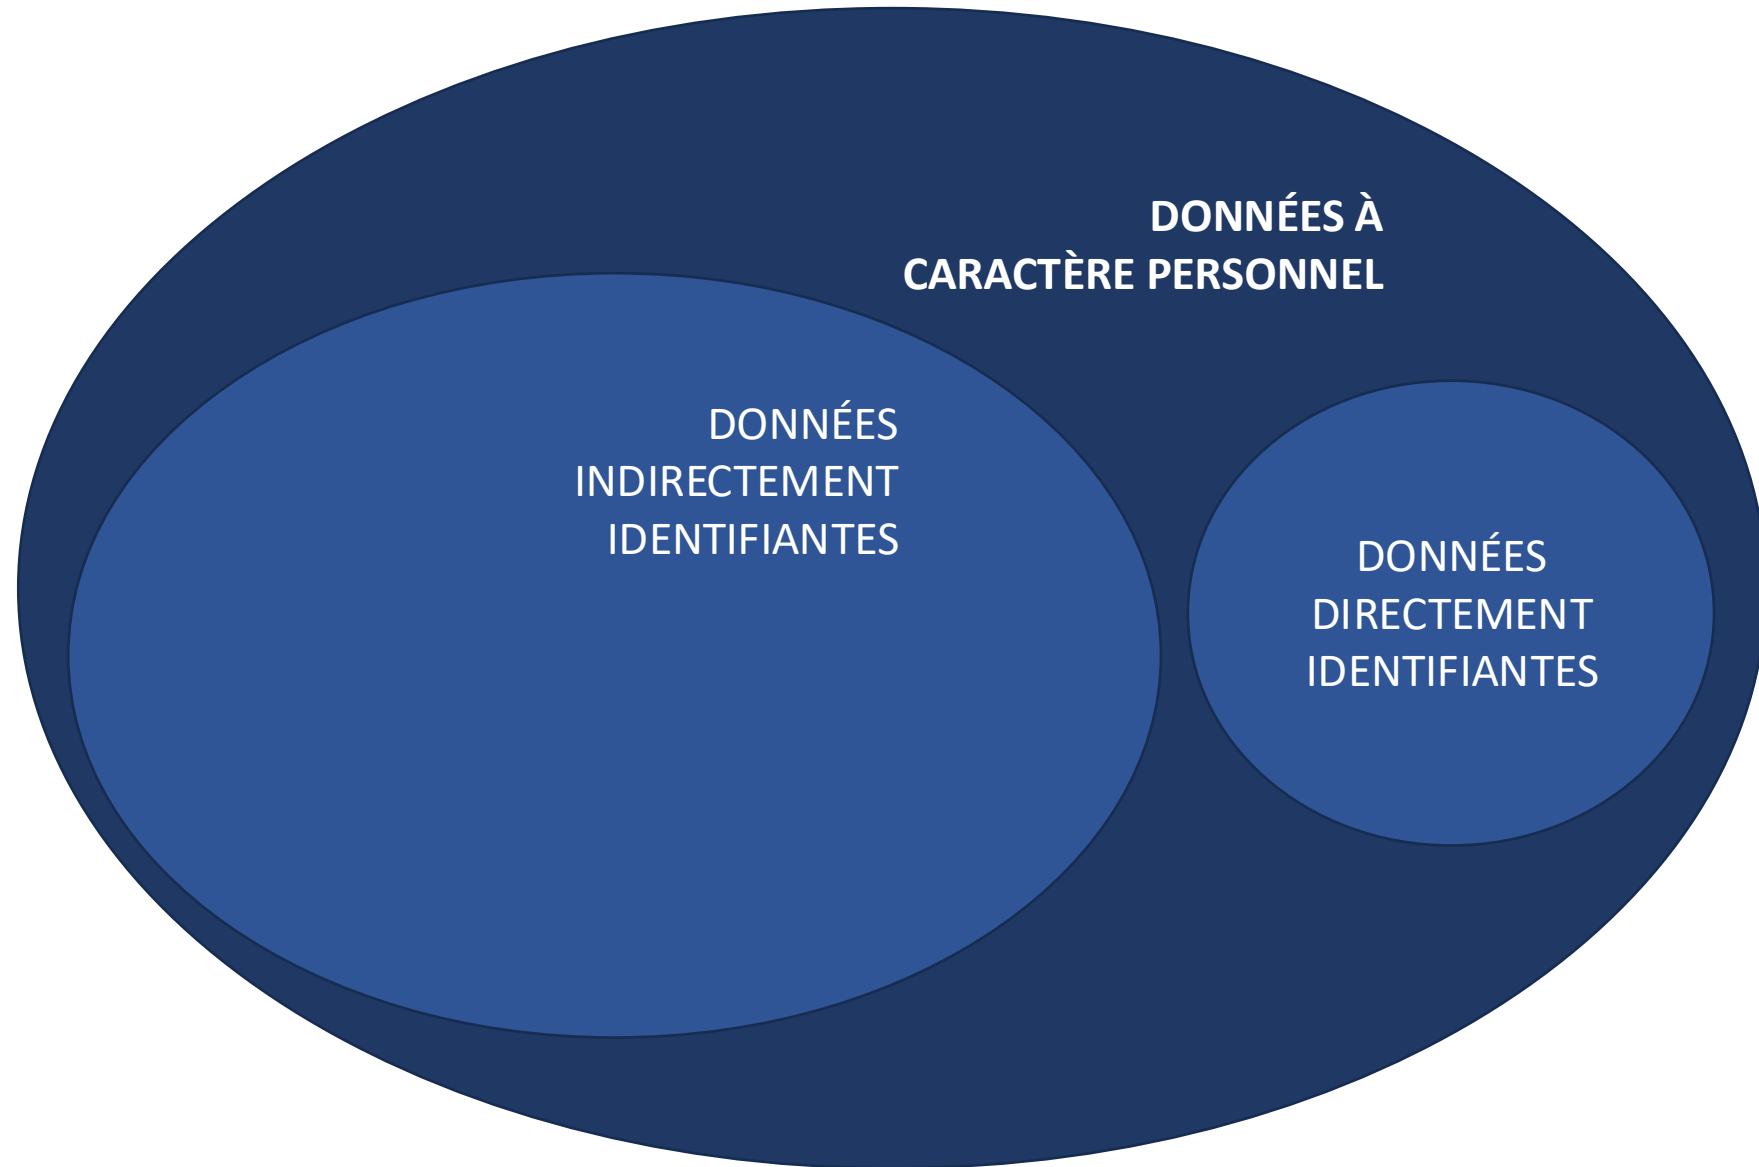 DONNÉES À
CARACTÈRE PERSONNEL
DONNÉES
INDIRECTEMENT
IDENTIFIANTES
DONNÉES
DIRECTEMENT
IDENTIFIANTES